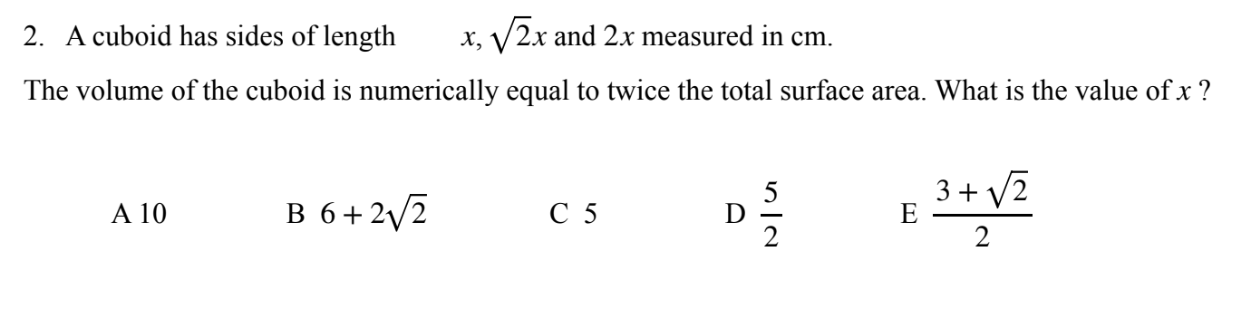 2. A cuboid has sides of length x, √2x and 2x measured in cm.
The volume of the cuboid is numerically equal to twice the total surface area. What is the value of x ?
A 10 B 6 + 2√2 C 5 D 5/2 E (3 + √2)/2